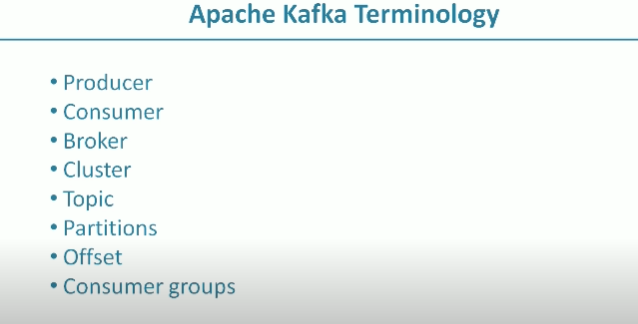 Apache Kafka Terminology
• Producer
• Consumer
• Broker
• Cluster
• Topic
• Partitions
• Offset
• Consumer groups